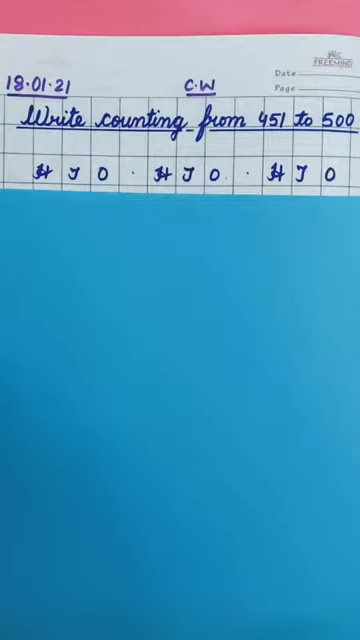 FREEMIND
Date
Page
18.01.21 C.W
Write counting from 451 to 500
H T O . H T O . . H T O